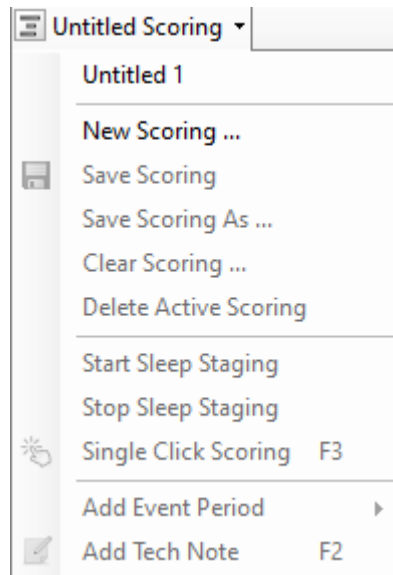 Untitled Scoring
Untitled 1
New Scoring ...
Save Scoring
Save Scoring As ...
Clear Scoring ...
Delete Active Scoring
Start Sleep Staging
Stop Sleep Staging
Single Click Scoring F3
Add Event Period
Add Tech Note F2